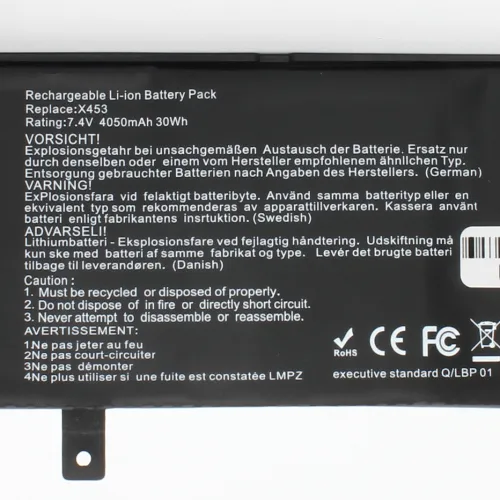 Rechargeable Li-ion Battery Pack
Replace:X453
Rating:7.4V 4050mAh 30Wh
VORSICHT!
Explosionsgetahr bei unsachgemäßen Austausch der Batterie. Ersatz nur
durch denselben oder einem vom Hersteller empfohlenem ähnllchen Typ.
Entsorgung gebrauchter Batterien nach Angaben des Herstellers. (German)
VARNING!
ExPlosionsfara vid felaktigt batteribyte. Använd samma batterityp eller en
ekvivalent typ som rekommenderas av apparattillverkaren. Kassera använt
batteri enligt fabrikantens insrtuktion. (Swedish)
ADVARSELI!
Lithiumbatteri - Eksplosionsfare ved fejlagtig håndtering. Udskiftning må
kun ske med batteri af samme fabrikat og type. Levér det brugte batteri
tilbage til leverandøren. (Danish)
Caution :
1. Must be recycled or disposed of properly.
2. Do not dispose of in fire or directly short circuit.
3. Never attempt to disassemble or reassemble.
AVERTISSEMENT:
1Ne pas jeter au feu
2Ne pas court-circuiter
3Ne pas démonter
4Ne plus utiliser si une fuite est constatée LMPZ
RoHS CE FC
executive standard Q/LBP 01